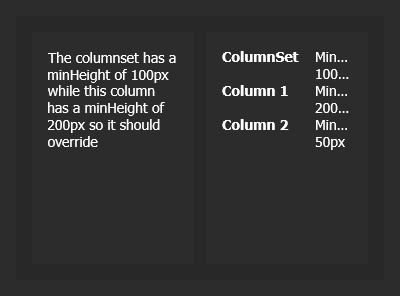 The columnset has a
minHeight of 100px
while this column
has a minHeight of
200px so it should
override
ColumnSet Min...
100...
Column 1 Min...
200...
Column 2 Min...
50px